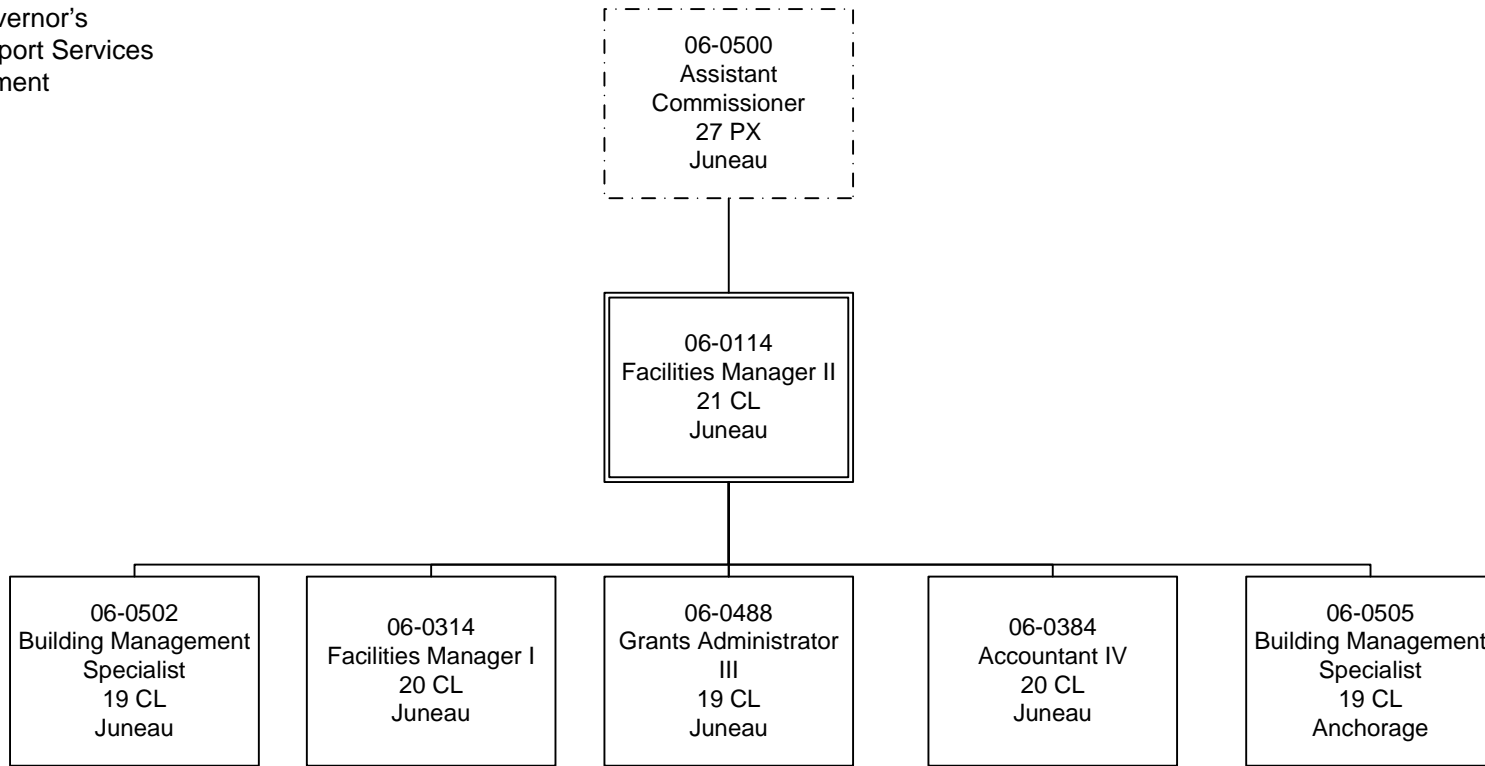 port Services
06-0500
Assistant
Commissioner
27 PX
Juneau
06-0114
Facilities Manager II
21 CL
Juneau
06-0502
Building Management
Specialist
19 CL
Juneau
06-0314
Facilities Manager I
20 CL
Juneau
06-0488
Grants Administrator
III
19 CL
Juneau
06-0384
Accountant IV
20 CL
Juneau
06-0505
Building Management
Specialist
19 CL
Anchorage